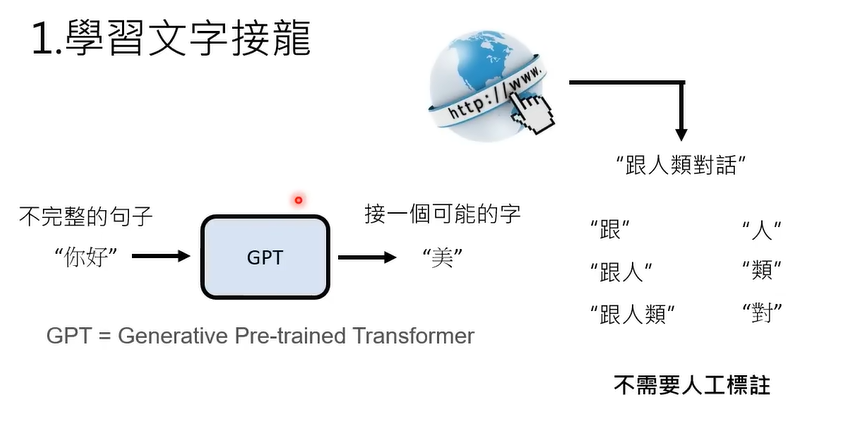 1.學習文字接龍
http://www.
“跟人類對話”
不完整的句子
“你好”
GPT
接一個可能的字
“美”
“跟” “人”
“跟人” “類”
“跟人類” “對”
GPT = Generative Pre-trained Transformer
不需要人工標註